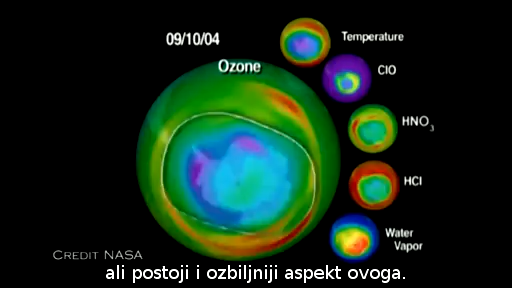 09/10/04
Temperature
Ozone
ClO
HNO3
HCl
Water
Vapor
CREDIT NASA
ali postoji i ozbiljniji aspekt ovoga.